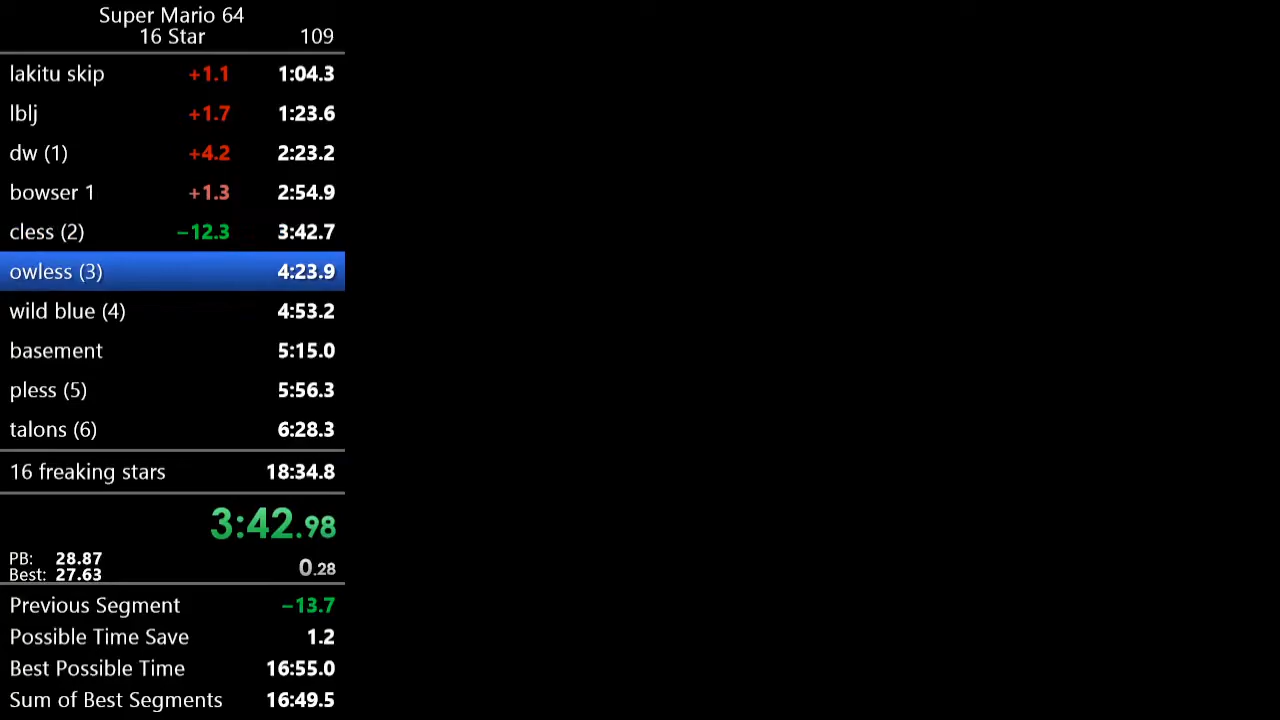 Super Mario 64
16 Star 109
lakitu skip +1.1 1:04.3
lblj +1.7 1:23.6
dw (1) +4.2 2:23.2
bowser 1 +1.3 2:54.9
cless (2) −12.3 3:42.7
owless (3) 4:23.9
wild blue (4) 4:53.2
basement 5:15.0
pless (5) 5:56.3
talons (6) 6:28.3
16 freaking stars 18:34.8
3:42.98
PB: 28.87
Best: 27.63 0.28
Previous Segment −13.7
Possible Time Save 1.2
Best Possible Time 16:55.0
Sum of Best Segments 16:49.5